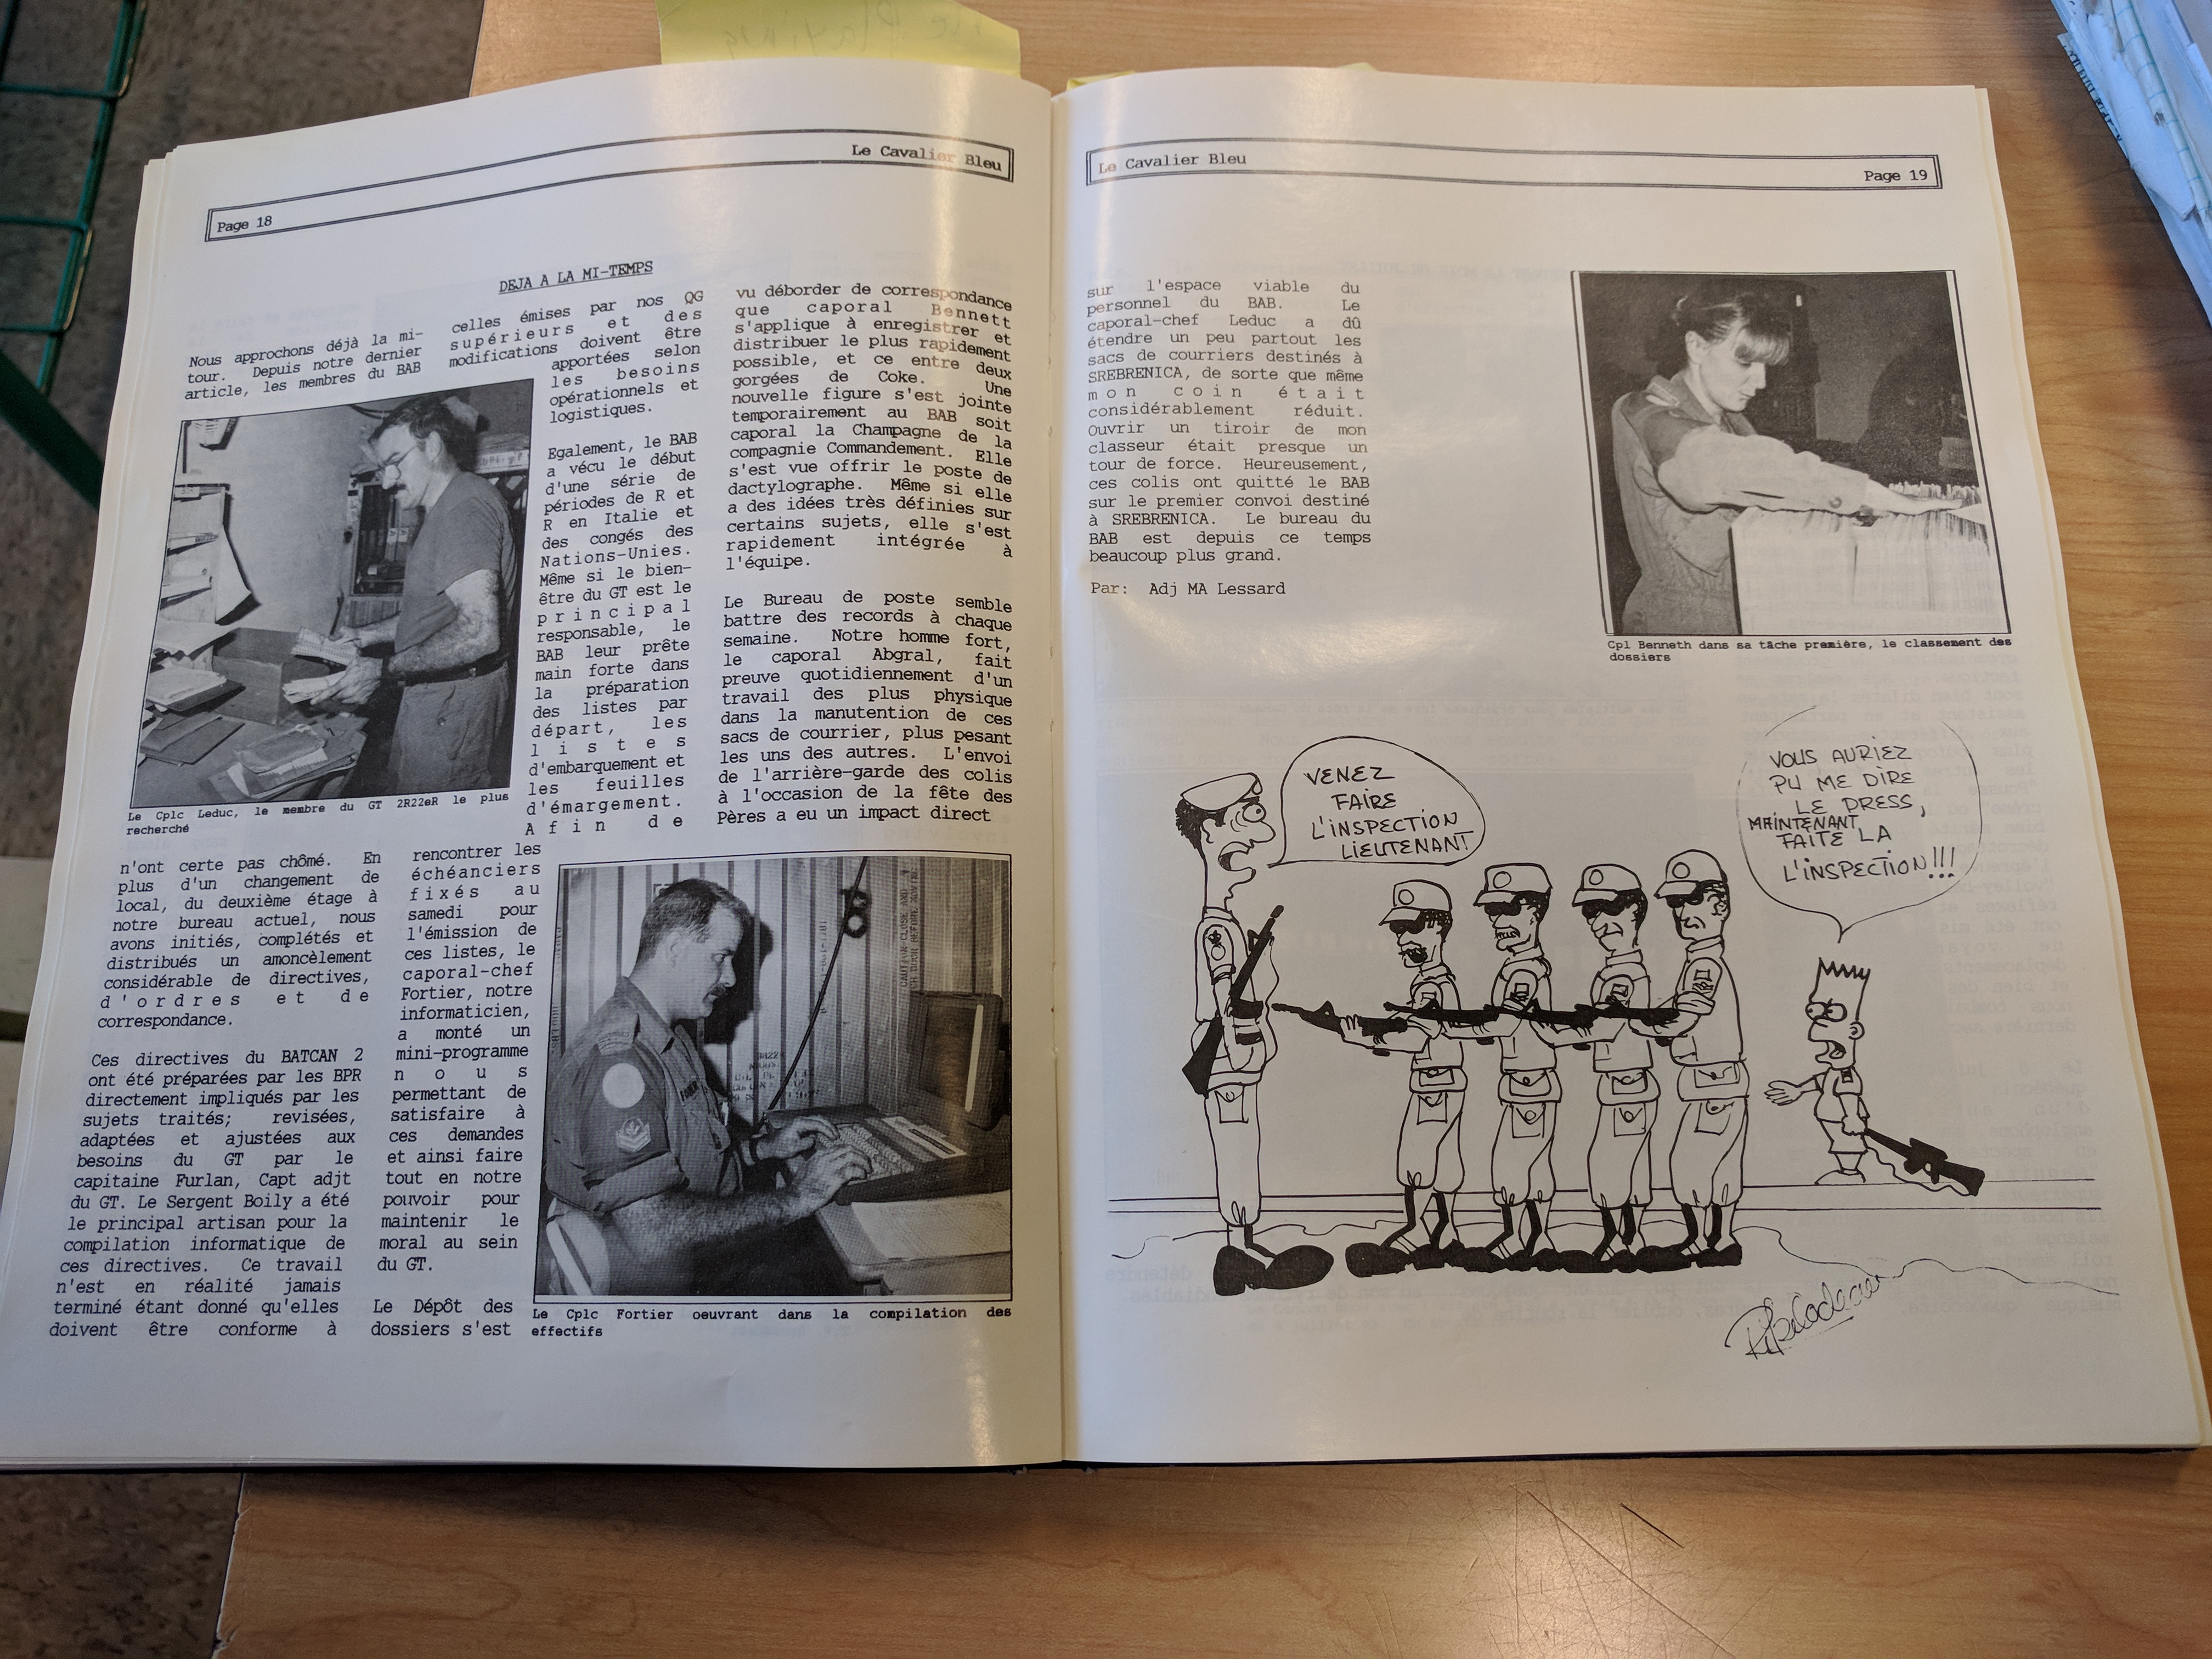 Le Cavalier Bleu
Page 18
DEJA A LA MI-TEMPS
Nous approchons déjà la mi-
tour. Depuis notre dernier
article, les membres du BAB
Le Cplc Leduc, le membre du GT 2R22eR le plus
recherché
n'ont certe pas chômé. En
plus d'un changement de
local, du deuxième étage à
notre bureau actuel, nous
avons initiés, complétés et
distribués un amoncèlement
considérable de directives,
d'ordres et de
correspondance.
Ces directives du BATCAN 2
ont été préparées par les BPR
directement impliqués par les
sujets traités; revisées,
adaptées et ajustées aux
besoins du GT par le
capitaine Furlan, Capt adjt
du GT. Le Sergent Boily a été
le principal artisan pour la
compilation informatique de
ces directives. Ce travail
n'est en réalité jamais
terminé étant donné qu'elles
doivent être conforme à
celles émises par nos QG
supérieurs et des
modifications doivent être
apportées selon
les besoins
opérationnels et
logistiques.
Egalement, le BAB
a vécu le début
d'une série de
périodes de R et
R en Italie et
des congés des
Nations-Unies.
Même si le bien-
être du GT est le
principal
responsable, le
BAB leur prête
main forte dans
la préparation
des listes par
départ, les
listes
d'embarquement et
les feuilles
d'émargement.
Afin de
rencontrer les
échéanciers
fixés au
samedi pour
l'émission de
ces listes, le
caporal-chef
Fortier, notre
informaticien,
a monté un
mini-programme
nous
permettant de
satisfaire à
ces demandes
et ainsi faire
tout en notre
pouvoir pour
maintenir le
moral au sein
du GT.
Le Dépôt des
dossiers s'est
vu déborder de correspondance
que caporal Bennett
s'applique à enregistrer et
distribuer le plus rapidement
possible, et ce entre deux
gorgées de Coke. Une
nouvelle figure s'est jointe
temporairement au BAB soit
caporal la Champagne de la
compagnie Commandement. Elle
s'est vue offrir le poste de
dactylographe. Même si elle
a des idées très définies sur
certains sujets, elle s'est
rapidement intégrée à
l'équipe.
Le Bureau de poste semble
battre des records à chaque
semaine. Notre homme fort,
le caporal Abgral, fait
preuve quotidiennement d'un
travail des plus physique
dans la manutention de ces
sacs de courrier, plus pesant
les uns des autres. L'envoi
de l'arrière-garde des colis
à l'occasion de la fête des
Pères a eu un impact direct
Le Cplc Fortier oeuvrant dans la compilation des
effectifs
Le Cavalier Bleu
Page 19
sur l'espace viable du
personnel du BAB. Le
caporal-chef Leduc a dû
étendre un peu partout les
sacs de courriers destinés à
SREBRENICA, de sorte que même
mon coin était
considérablement réduit.
Ouvrir un tiroir de mon
classeur était presque un
tour de force. Heureusement,
ces colis ont quitté le BAB
sur le premier convoi destiné
à SREBRENICA. Le bureau du
BAB est depuis ce temps
beaucoup plus grand.
Par: Adj MA Lessard
Cpl Benneth dans sa tâche première, le classement des
dossiers
VENEZ
FAIRE
L'INSPECTION
LIEUTENANT
VOUS AURIEZ
PU ME DIRE
LE PRESS,
MAINTENANT
FAITE LA
L'INSPECTION!!!